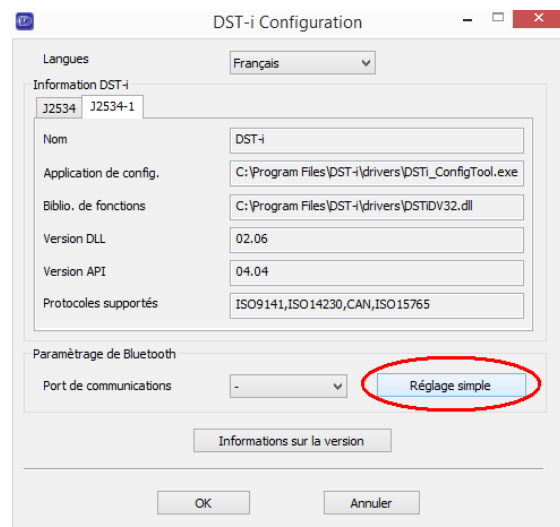 DST-i Configuration
Langues Français
Information DST-i
J2534 J2534-1
Nom DST-i
Application de config. C:\Program Files\DST-i\drivers\DSTi_ConfigTool.exe
Biblio. de fonctions C:\Program Files\DST-i\drivers\DSTiDV32.dll
Version DLL 02.06
Version API 04.04
Protocoles supportés ISO9141,ISO14230,CAN,ISO15765
Paramètrage de Bluetooth
Port de communications - Réglage simple
Informations sur la version
OK Annuler